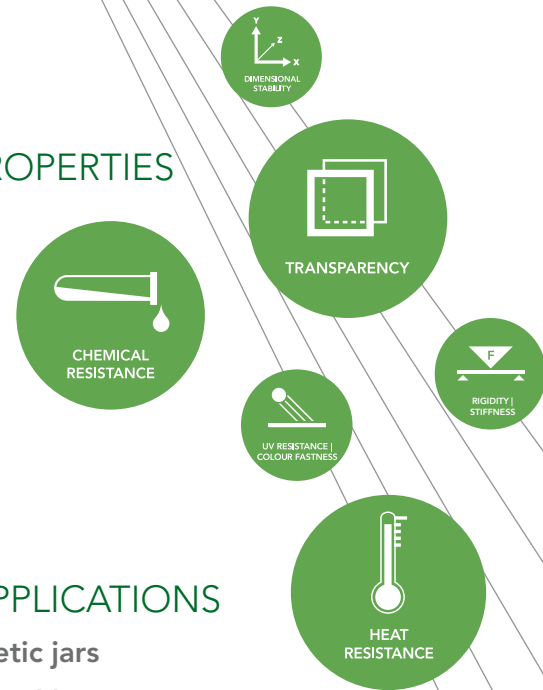 Y
Z
X
DIMENSIONAL
STABILITY
ROPERTIES
TRANSPARENCY
CHEMICAL
RESISTANCE
F
RIGIDITY |
STIFFNESS
UV RESISTANCE |
COLOUR FASTNESS
PPLICATIONS
etic jars
HEAT
RESISTANCE